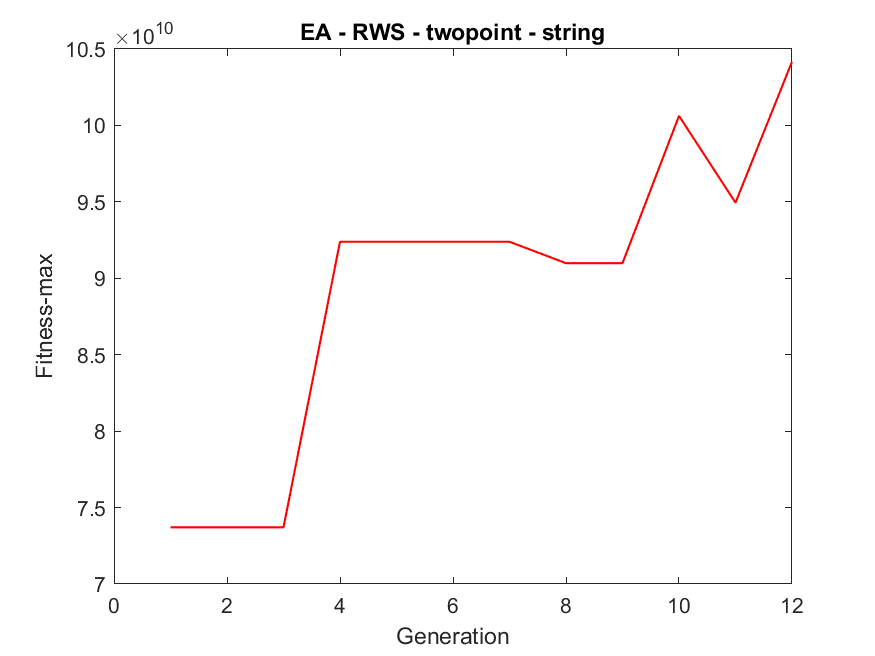 EA - RWS - twopoint - string
×10^10
10.5
10
9.5
9
8.5
8
7.5
7
Fitness-max
0 2 4 6 8 10 12
Generation